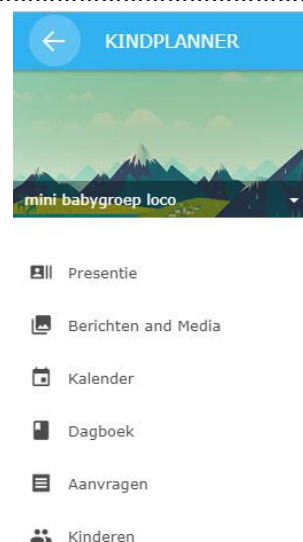 KINDPLANNER
mini babygroep loco
Presentie
Berichten and Media
Kalender
Dagboek
Aanvragen
Kinderen